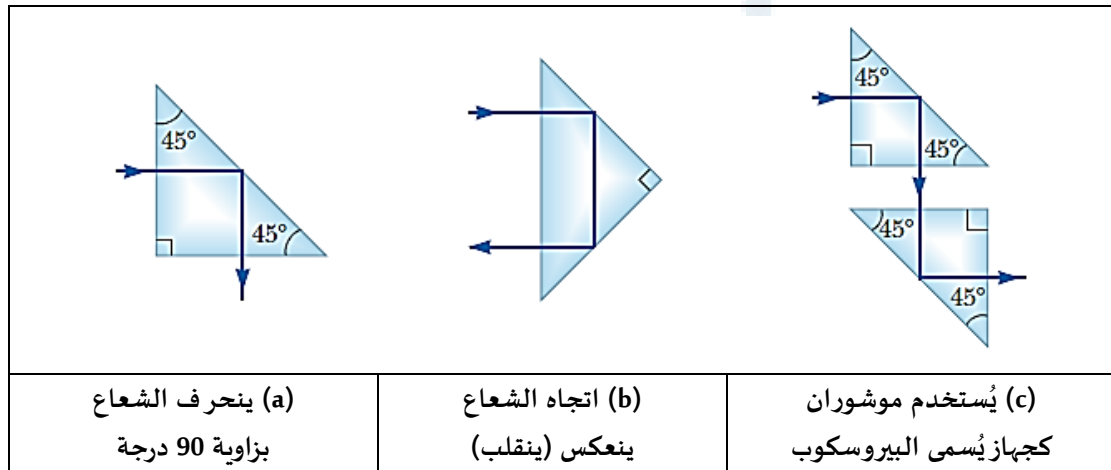 45°
45°
45°
45°
45°
45°
(a) ينحرف الشعاع
بزاوية 90 درجة
(b) اتجاه الشعاع
ينعكس (ينقلب)
(c) يُستخدم موشوران
كجهاز يُسمى البيروسكوب